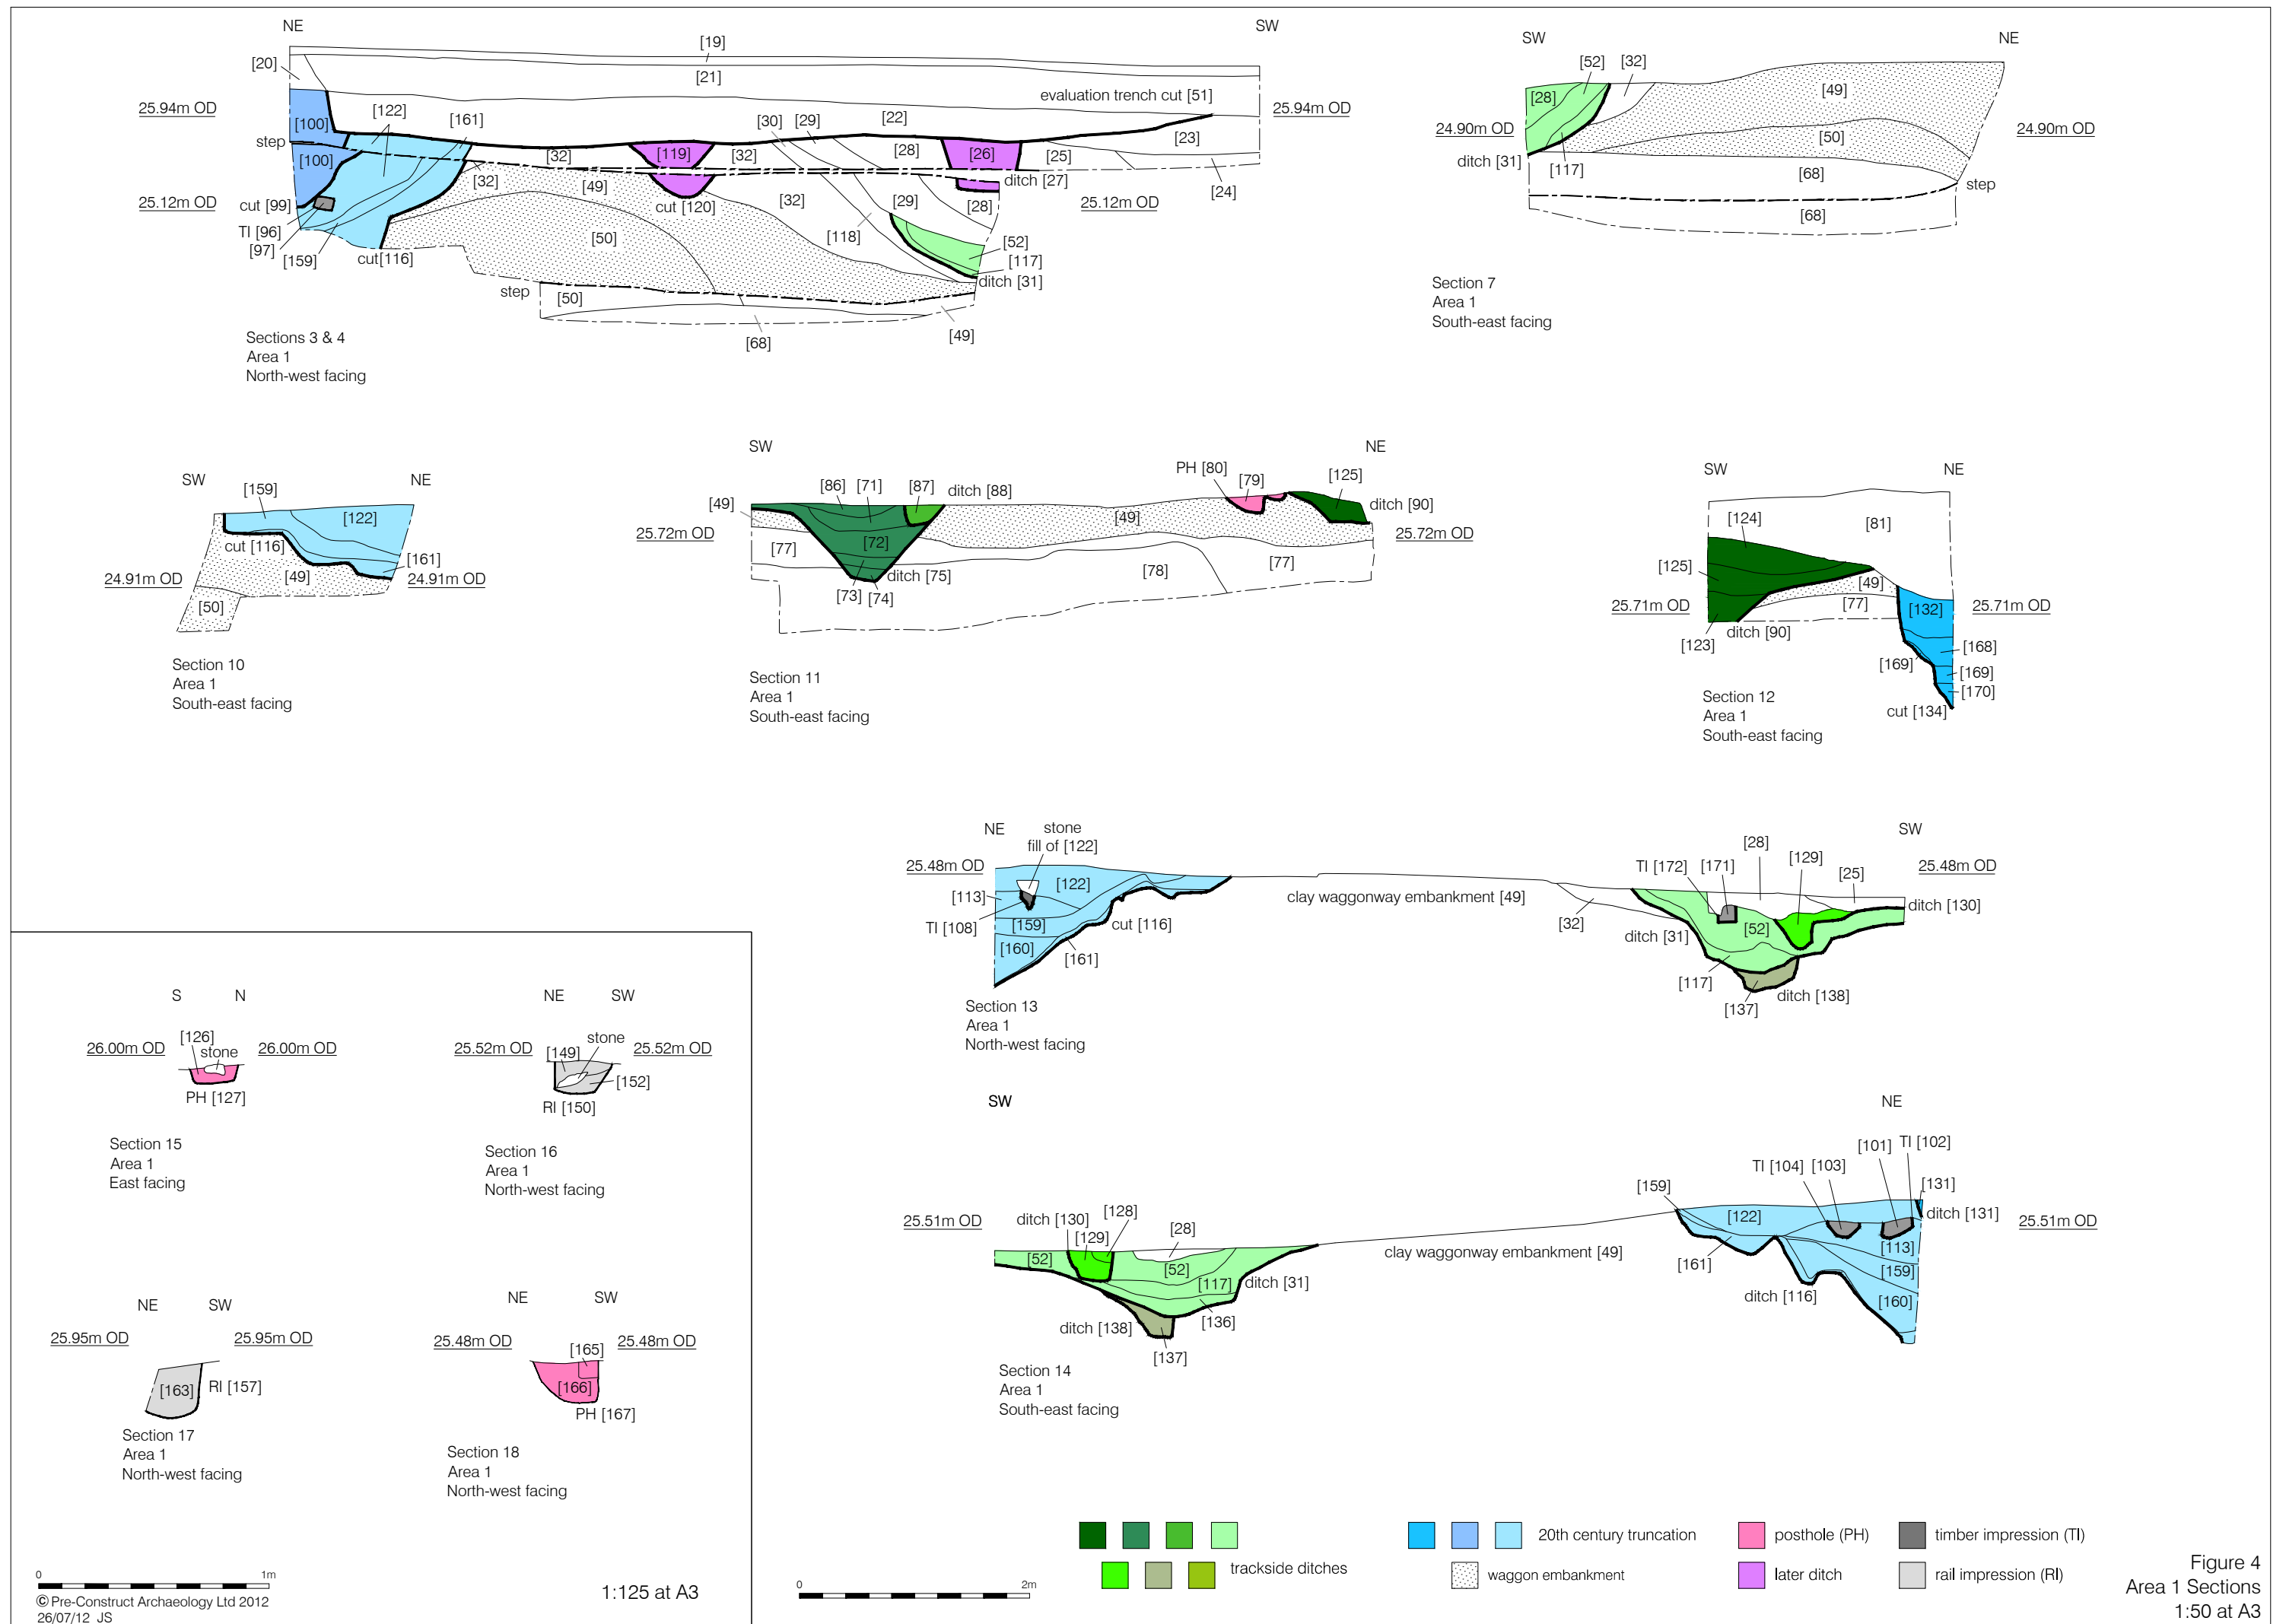 NE
SW
[19]
[20]
[21]
evaluation trench cut [51]
25.94m OD
25.94m OD
[122]
[161]
[30]
[29]
[22]
[23]
[100]
step
[100]
[32]
[119]
[32]
[28]
[26]
[25]
[24]
[32]
[49]
ditch [27]
25.12m OD
cut [99]
cut [120]
[32]
[29]
[28]
25.12m OD
TI [96]
[97]
[159]
cut[116]
[50]
[118]
[52]
[117]
ditch [31]
step
[50]
[68]
[49]
Sections 3 & 4
Area 1
North-west facing
SW
NE
[52]
[32]
[28]
[49]
24.90m OD
24.90m OD
[50]
ditch [31]
[117]
[68]
step
[68]
Section 7
Area 1
South-east facing
SW
NE
[159]
[122]
cut [116]
[161]
24.91m OD
[49]
24.91m OD
[50]
Section 10
Area 1
South-east facing
SW
NE
PH [80]
[79]
[125]
[86]
[71]
[87]
ditch [88]
ditch [90]
[49]
[49]
25.72m OD
25.72m OD
[77]
[72]
[78]
[77]
ditch [75]
[73]
[74]
Section 11
Area 1
South-east facing
SW
NE
[124]
[81]
[125]
[49]
25.71m OD
[77]
[132]
25.71m OD
ditch [90]
[123]
[168]
[169]
[169]
[170]
cut [134]
Section 12
Area 1
South-east facing
NE
stone
fill of [122]
SW
25.48m OD
[28]
TI [172]
[171]
[129]
25.48m OD
[122]
[25]
[113]
clay waggonway embankment [49]
ditch [130]
TI [108]
[159]
cut [116]
[32]
ditch [31]
[52]
[160]
[161]
[117]
[137]
ditch [138]
Section 13
Area 1
North-west facing
SW
NE
[101]
TI [102]
TI [104]
[103]
[159]
[131]
25.51m OD
ditch [130]
[128]
[129]
[28]
[122]
ditch [131]
25.51m OD
clay waggonway embankment [49]
[113]
[52]
[52]
[117]
ditch [31]
[161]
[159]
ditch [116]
[160]
ditch [138]
[136]
[137]
Section 14
Area 1
South-east facing
S
N
[126]
26.00m OD
stone
26.00m OD
PH [127]
Section 15
Area 1
East facing
NE
SW
stone
25.52m OD
[149]
25.52m OD
[152]
RI [150]
Section 16
Area 1
North-west facing
NE
SW
25.95m OD
25.95m OD
[163]
RI [157]
Section 17
Area 1
North-west facing
NE
SW
25.48m OD
[165]
25.48m OD
[166]
PH [167]
Section 18
Area 1
North-west facing
0
1m
1:125 at A3
© Pre-Construct Archaeology Ltd 2012
26/07/12 JS
0
2m
trackside ditches
20th century truncation
waggon embankment
posthole (PH)
later ditch
timber impression (TI)
rail impression (RI)
Figure 4
Area 1 Sections
1:50 at A3